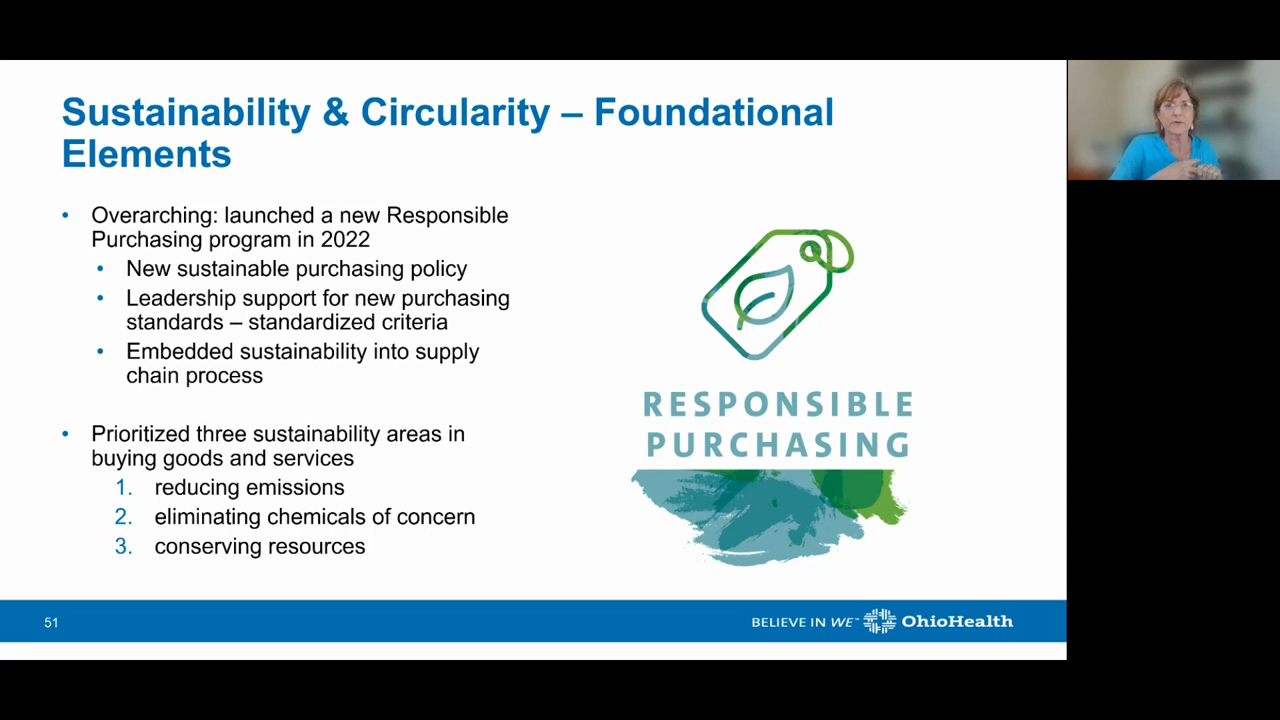 Sustainability & Circularity – Foundational
Elements
• Overarching: launched a new Responsible
Purchasing program in 2022
• New sustainable purchasing policy
• Leadership support for new purchasing
standards – standardized criteria
• Embedded sustainability into supply
chain process
• Prioritized three sustainability areas in
buying goods and services
1. reducing emissions
2. eliminating chemicals of concern
3. conserving resources
RESPONSIBLE
PURCHASING
51
BELIEVE IN WE℠ OhioHealth